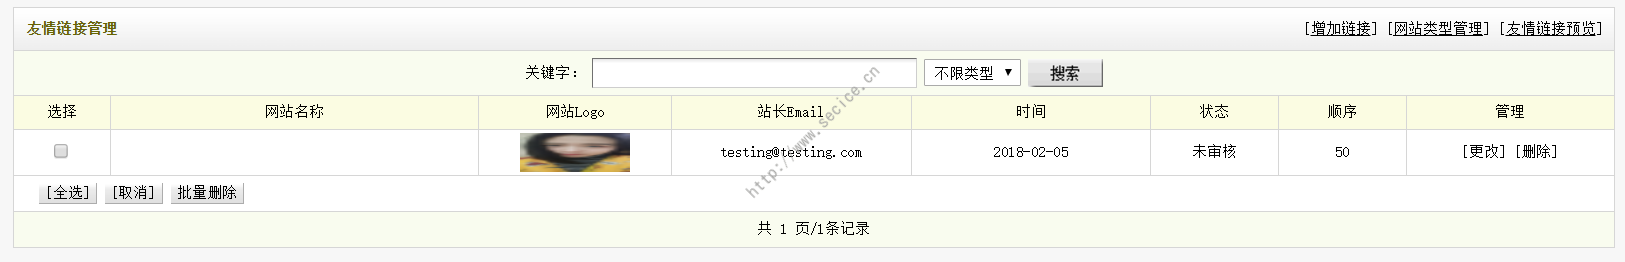 友情链接管理 [增加链接] [网站类型管理] [友情链接预览]
关键字： 不限类型 搜索
选择 网站名称 网站Logo 站长Email 时间 状态 顺序 管理
testing@testing.com 2018-02-05 未审核 50 [更改] [删除]
[全选] [取消] 批量删除
共 1 页/1条记录
http://www.secice.cn